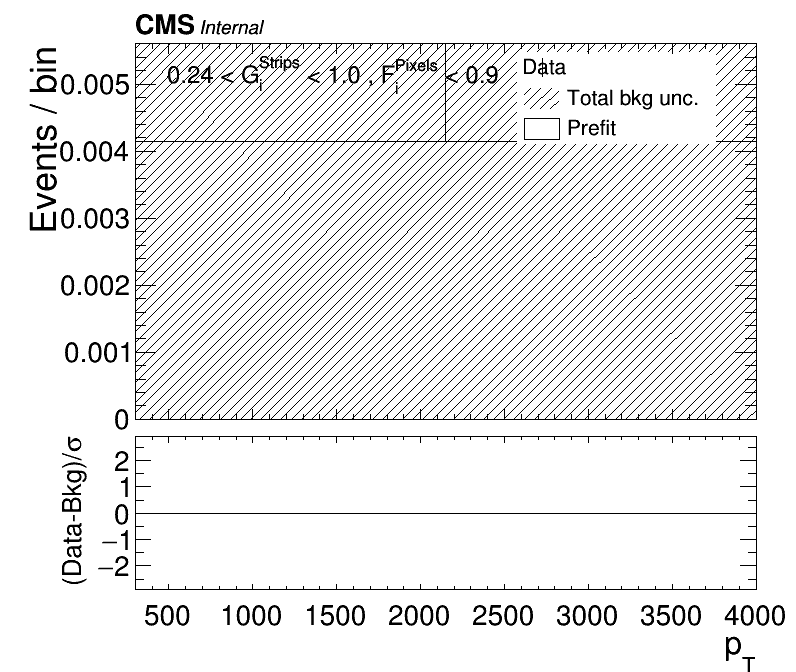 CMS Internal
Events / bin
0.24 < G_i^Strips < 1.0 , F_i^Pixels < 0.9
Data
Total bkg unc.
Prefit
0.005
0.004
0.003
0.002
0.001
0
(Data-Bkg)/σ
2
1
0
−1
−2
500 1000 1500 2000 2500 3000 3500 4000
p_T